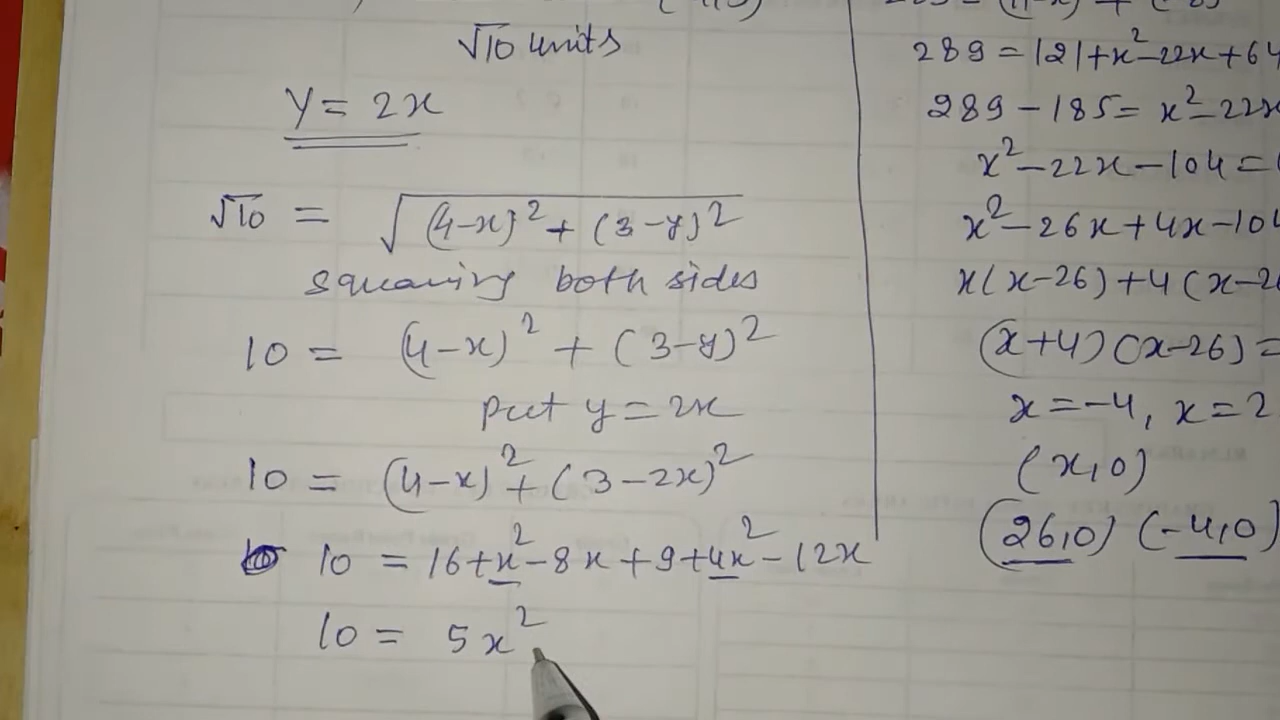 √10 units
Y = 2x
√10 = √(4-x)² + (3-y)²
squaring both sides
10 = (4-x)² + (3-y)²
put y = 2x
10 = (4-x)² + (3-2x)²
10 = 16+x²-8x+9+4x²-12x
10 = 5x²
289 = 121+x²-22x+64
289 - 185 = x²-22x
x²-22x-104 =
x²-26x+4x-104
x(x-26)+4(x-26
(x+4)(x-26) =
x = -4, x = 2
(x,0)
(26,0) (-4,0)